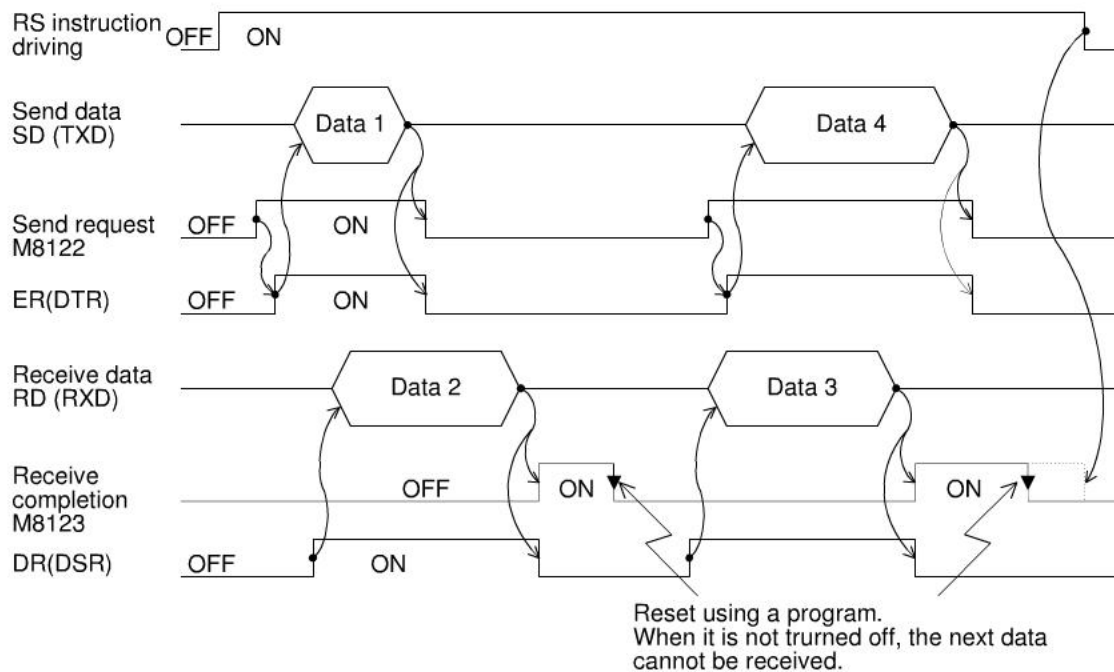 RS instruction
driving
OFF
ON
Send data
SD (TXD)
Data 1
Data 4
Send request
M8122
OFF
ON
ER(DTR)
OFF
ON
Receive data
RD (RXD)
Data 2
Data 3
Receive
completion
M8123
OFF
ON
ON
DR(DSR)
OFF
ON
Reset using a program.
When it is not trurned off, the next data
cannot be received.